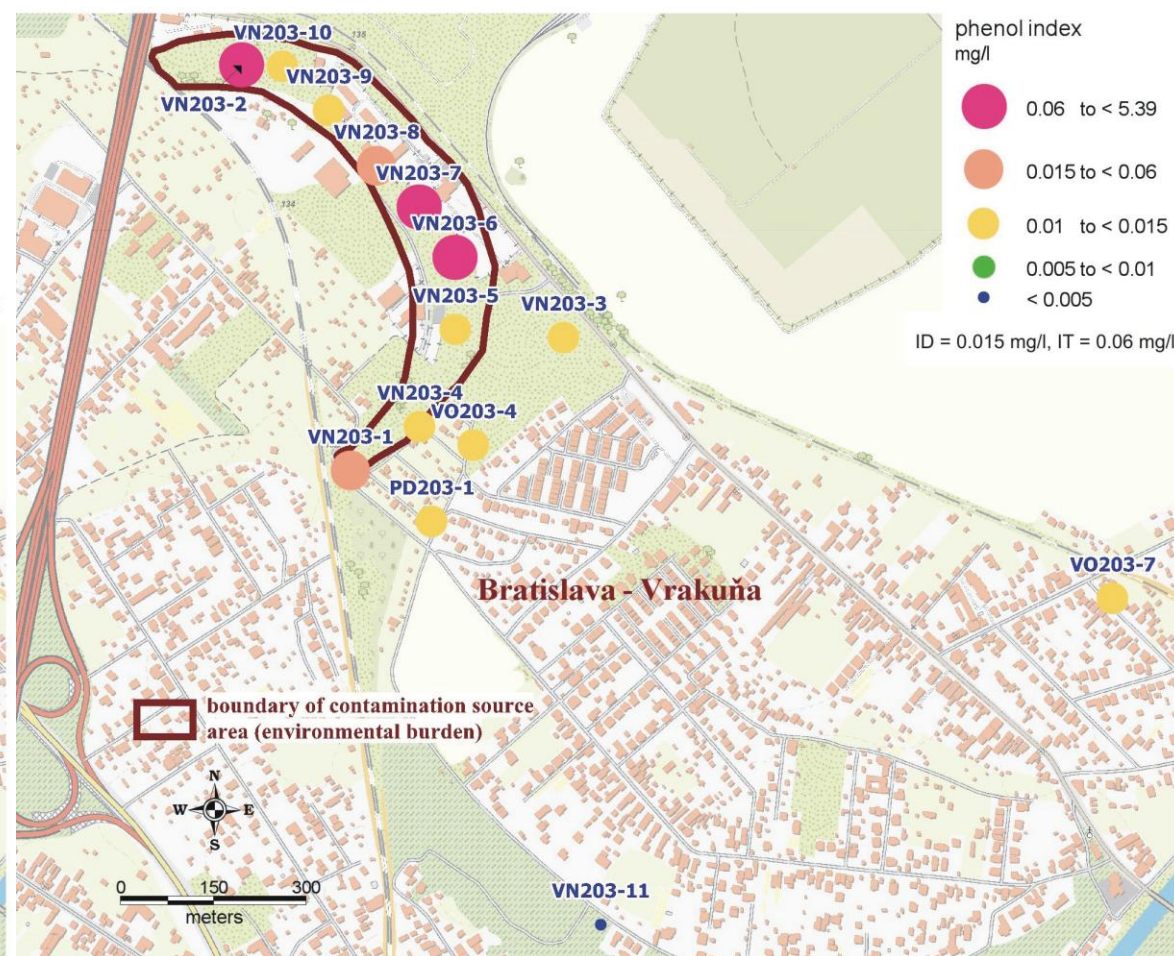 phenol index
mg/l
0.06 to < 5.39
0.015 to < 0.06
0.01 to < 0.015
0.005 to < 0.01
< 0.005
ID = 0.015 mg/l, IT = 0.06 mg/l
135
VN203-10
VN203-9
VN203-2
VN203-8
VN203-7
134
VN203-6
VN203-5
VN203-3
VN203-4
VO203-4
VN203-1
PD203-1
VO203-7
Bratislava - Vrakuňa
boundary of contamination source
area (environmental burden)
N
W E
S
0 150 300
meters
VN203-11